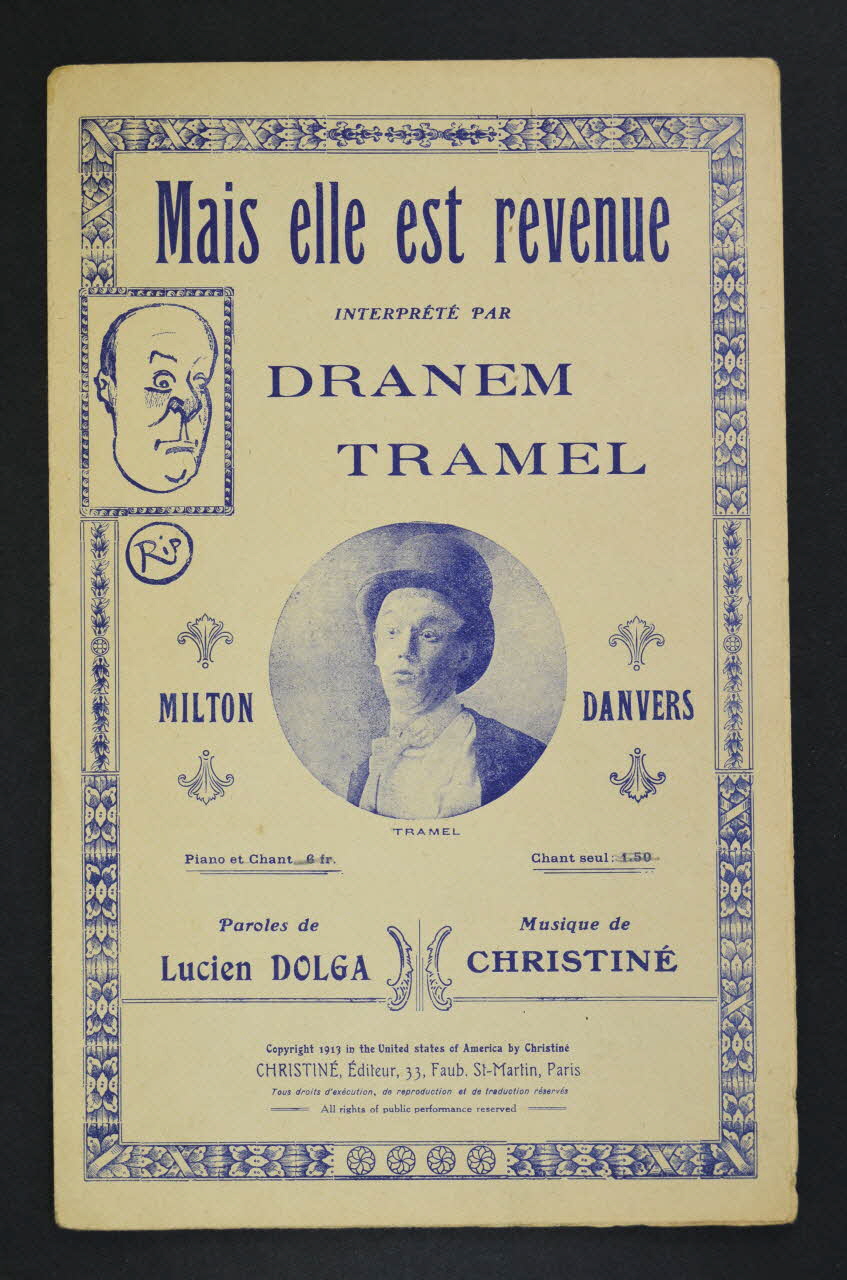 Mais elle est revenue
INTERPRÉTÉ PAR
DRANEM
TRAMEL
Rip
MILTON
DANVERS
TRAMEL
Piano et Chant 6 fr.
Chant seul: 1.50
Paroles de
Lucien DOLGA
Musique de
CHRISTINÉ
Copyright 1913 in the United states of America by Christiné
CHRISTINÉ, Éditeur, 33, Faub. St-Martin, Paris
Tous droits d'exécution, de reproduction et de traduction réservés
All rights of public performance reserved